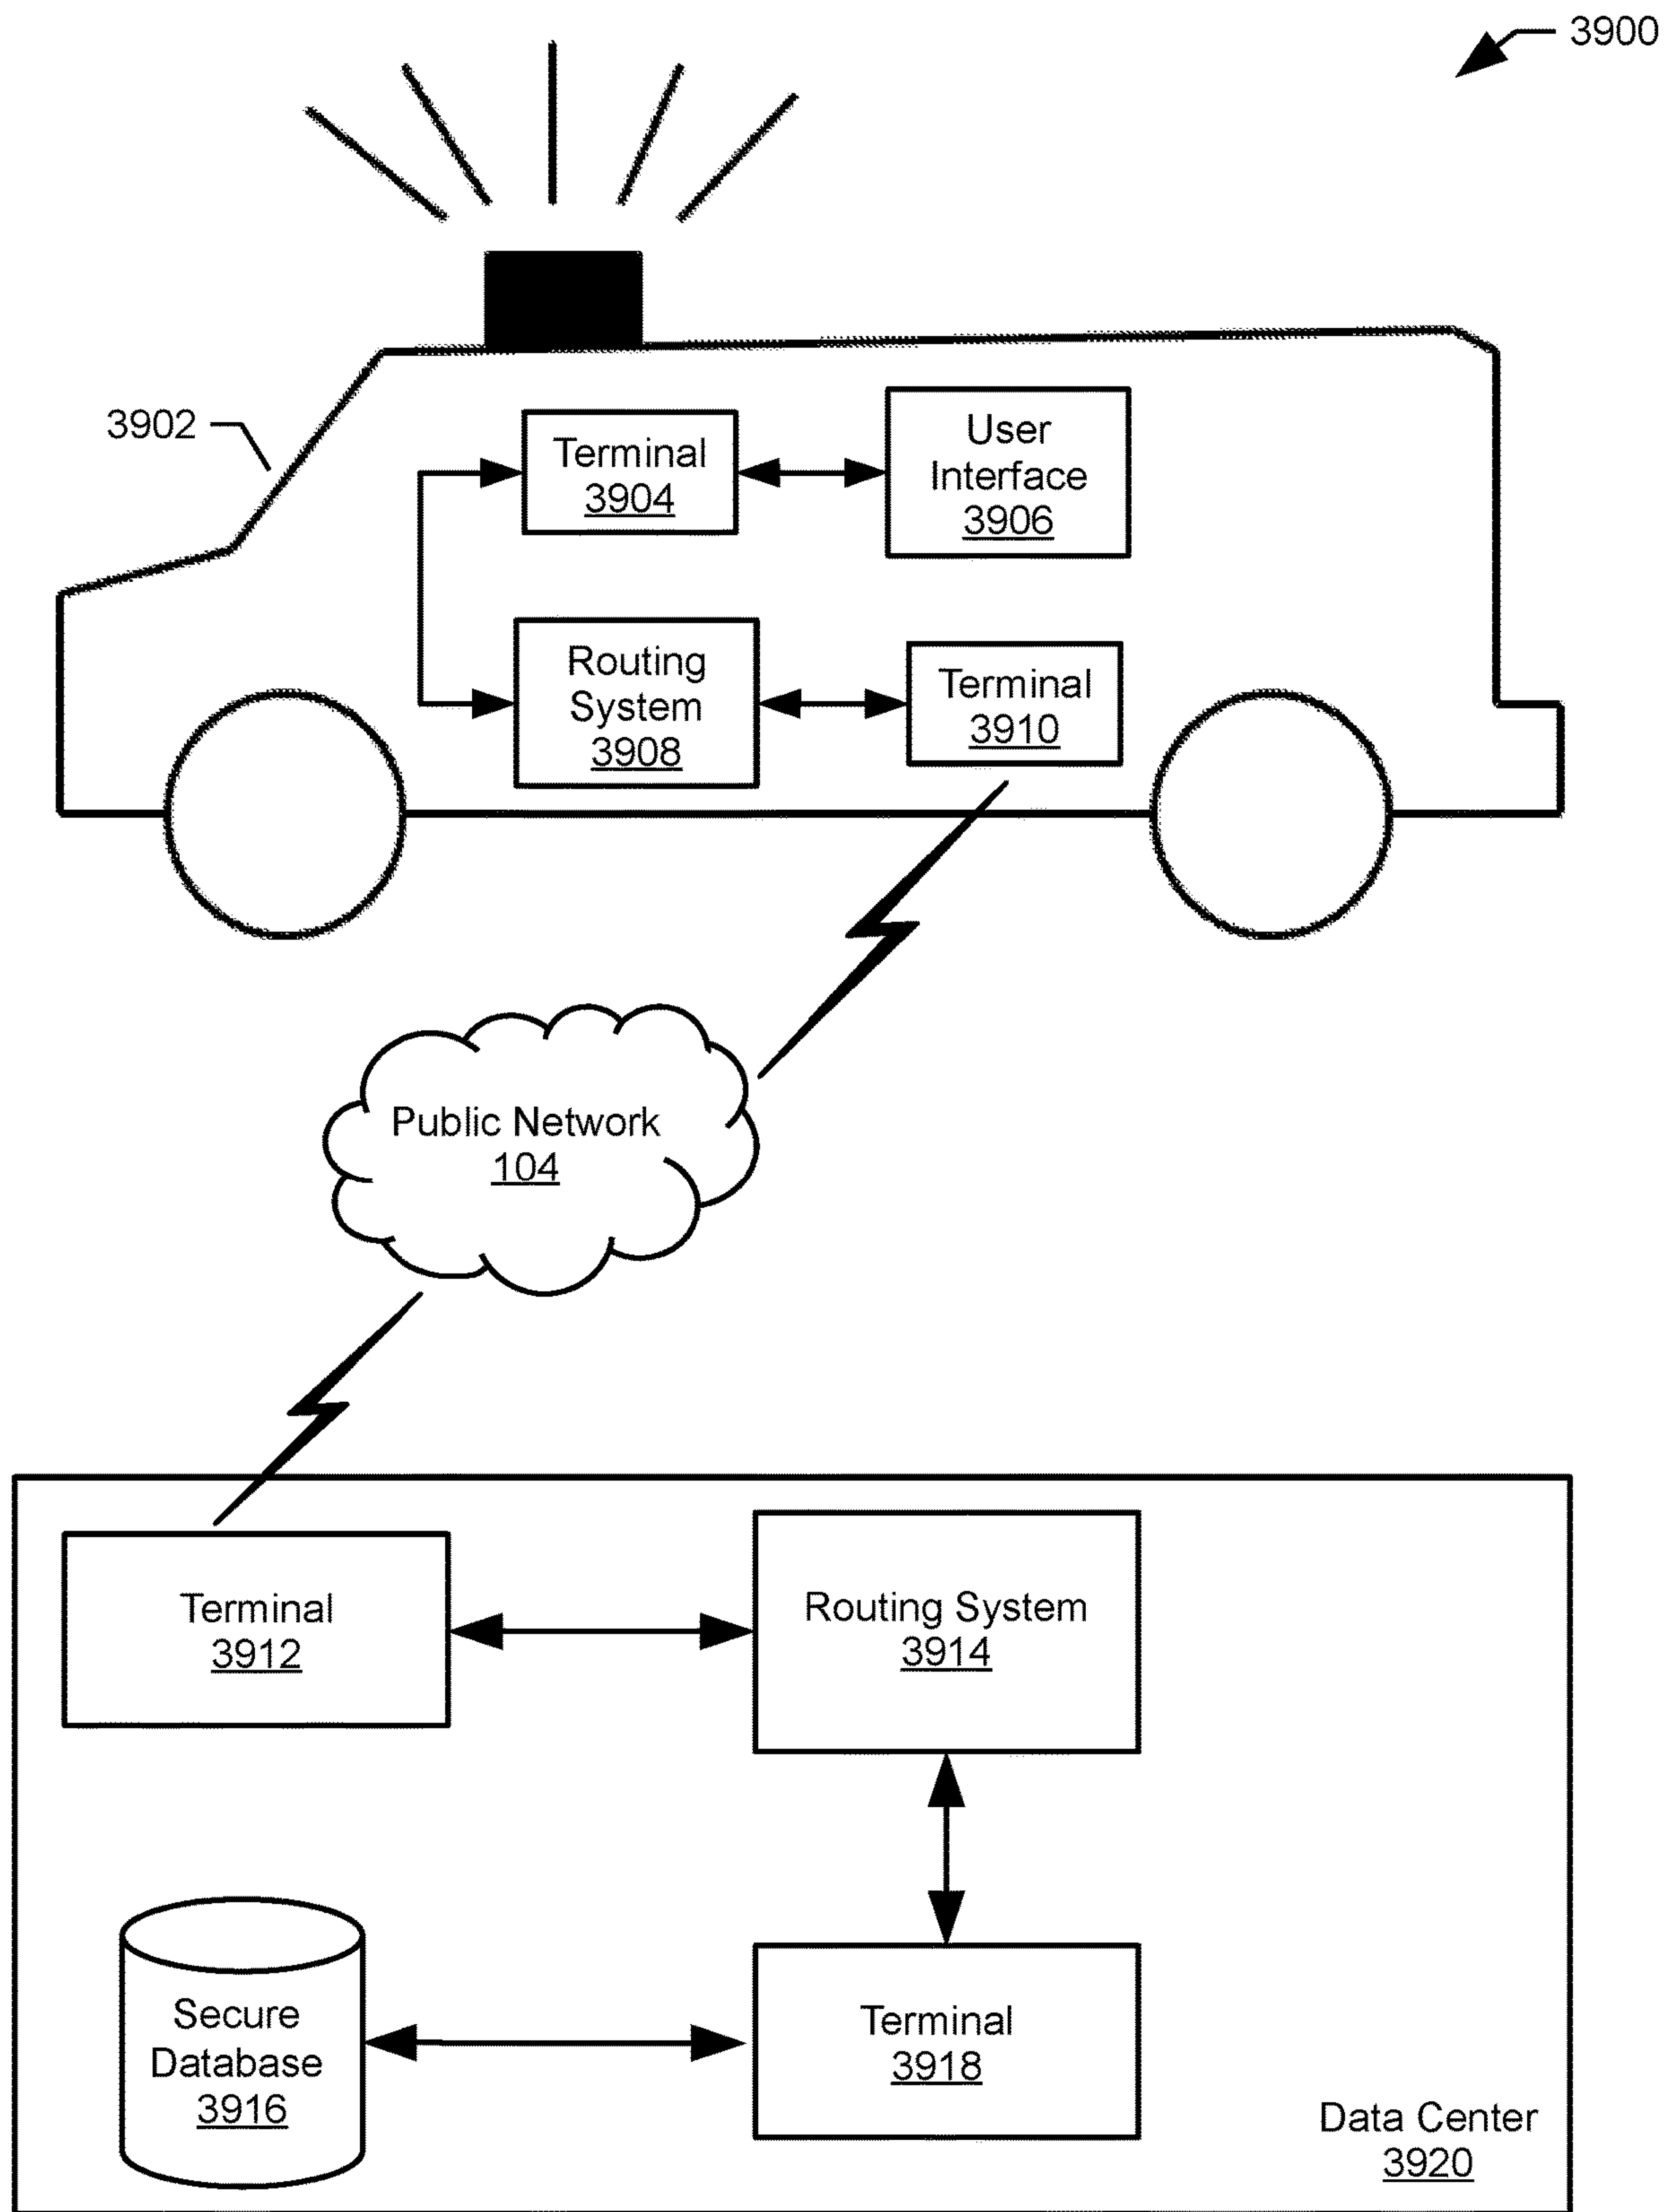 3900
3902
Terminal
3904
User
Interface
3906
Routing
System
3908
Terminal
3910
Public Network
104
Terminal
3912
Routing System
3914
Secure
Database
3916
Terminal
3918
Data Center
3920